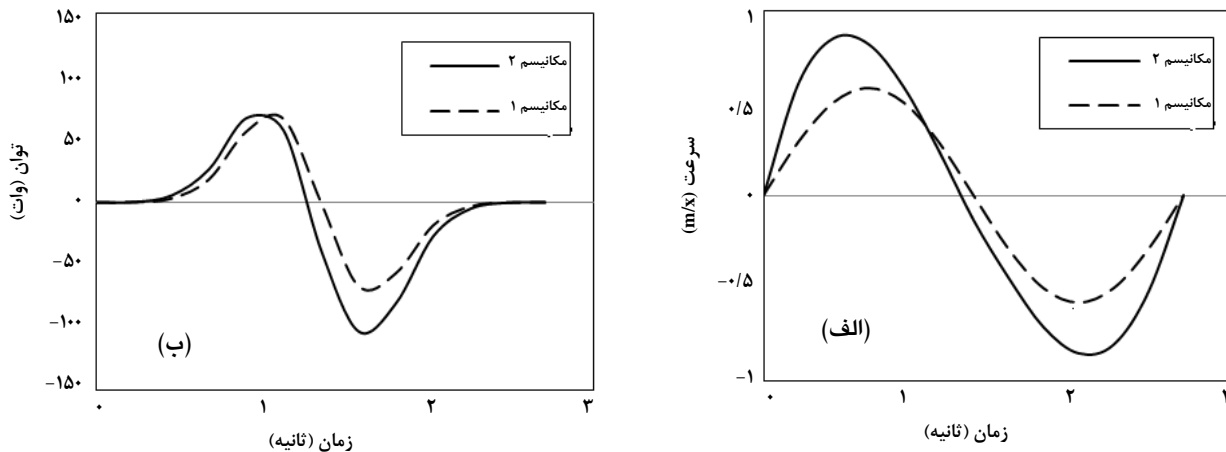 ۱۵۰
۱۰۰
۵۰
۰
−۵۰
−۱۰۰
−۱۵۰
توان (وات)
مکانیسم ۲
مکانیسم ۱
(ب)
۰ ۱ ۲ ۳
زمان (ثانیه)
۱
۰/۵
۰
−۰/۵
−۱
سرعت (m/x)
مکانیسم ۲
مکانیسم ۱
(الف)
۰ ۱ ۲
زمان (ثانیه)